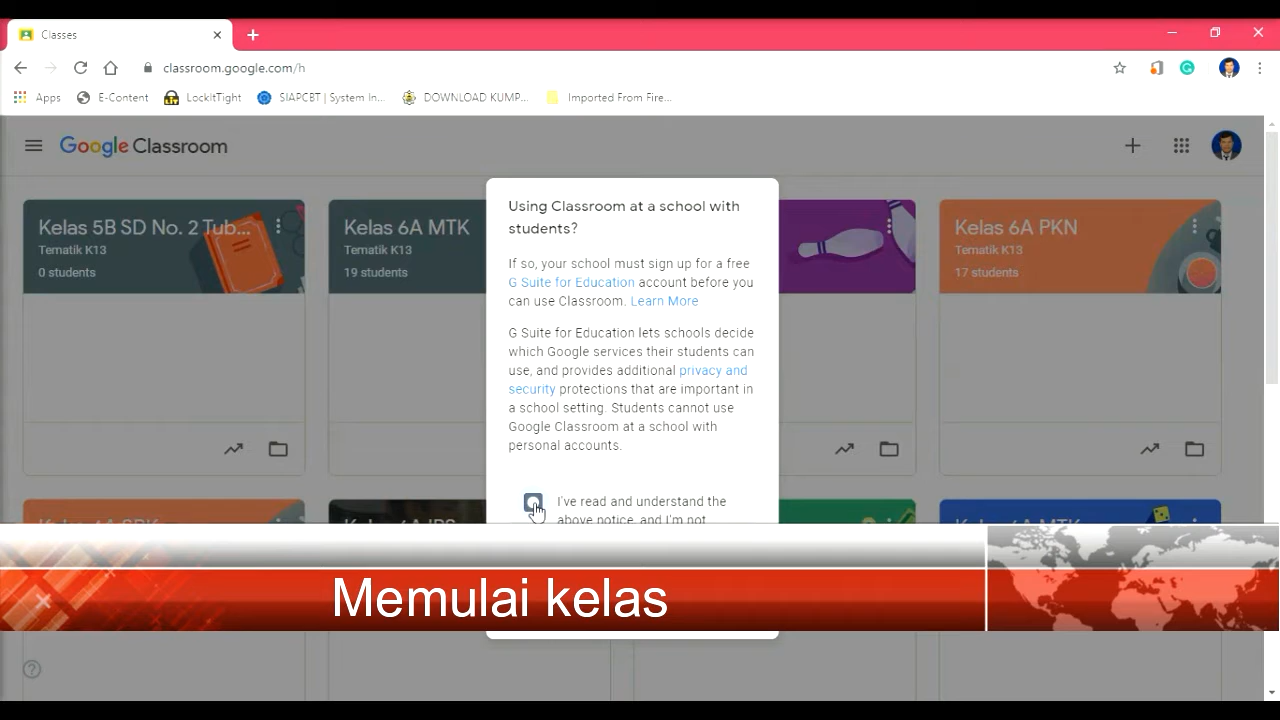 Classes
classroom.google.com/h
Apps
E-Content
LockItTight
SIAPCBT | System In...
DOWNLOAD KUMP...
Imported From Fire...
Google Classroom
Kelas 5B SD No. 2 Tub...
Tematik K13
0 students
Kelas 6A MTK
Tematik K13
19 students
Kelas 6A PKN
Tematik K13
17 students
Using Classroom at a school with
students?
If so, your school must sign up for a free
G Suite for Education account before you
can use Classroom. Learn More
G Suite for Education lets schools decide
which Google services their students can
use, and provides additional privacy and
security protections that are important in
a school setting. Students cannot use
Google Classroom at a school with
personal accounts.
I've read and understand the
above notice, and I'm not
Kelas 6A MTK
Memulai kelas